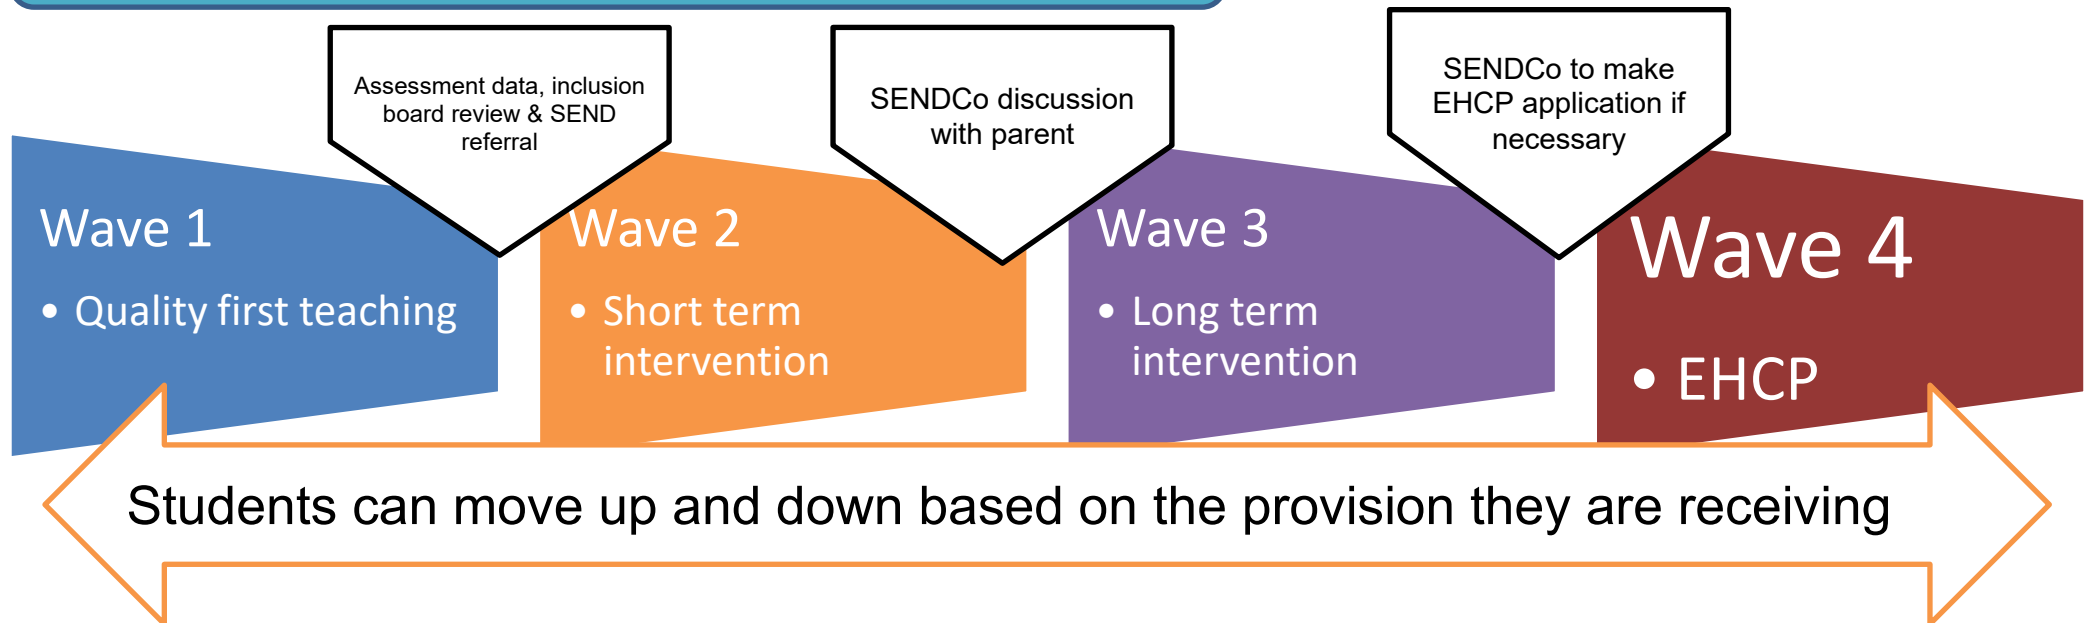 Assessment data, inclusion
board review & SEND
referral
SENDCo discussion
with parent
SENDCo to make
EHCP application if
necessary
Wave 1
• Quality first teaching
Wave 2
• Short term
intervention
Wave 3
• Long term
intervention
Wave 4
• EHCP
Students can move up and down based on the provision they are receiving